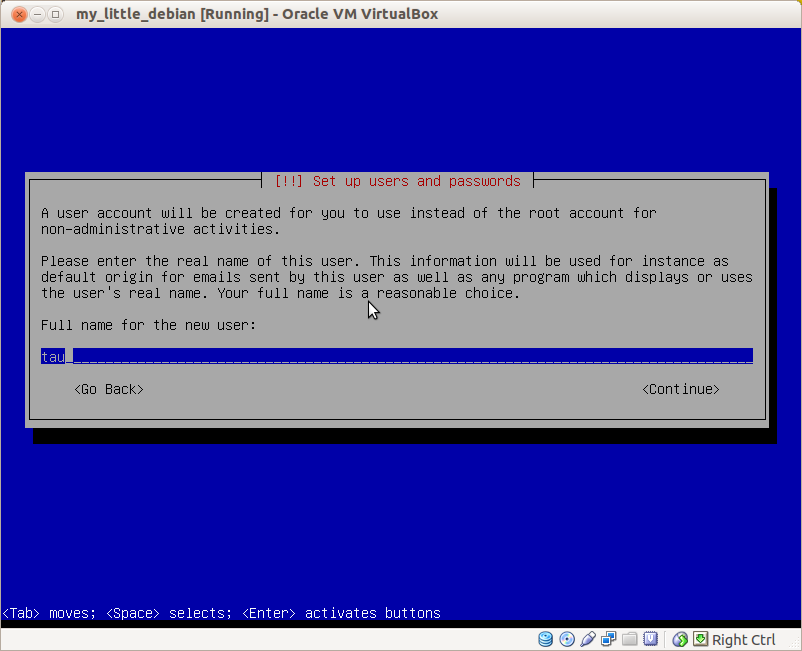 my_little_debian [Running] - Oracle VM VirtualBox
[!!] Set up users and passwords
A user account will be created for you to use instead of the root account for
non-administrative activities.
Please enter the real name of this user. This information will be used for instance as
default origin for emails sent by this user as well as any program which displays or uses
the user's real name. Your full name is a reasonable choice.
Full name for the new user:
tau
<Go Back> <Continue>
<Tab> moves; <Space> selects; <Enter> activates buttons
Right Ctrl